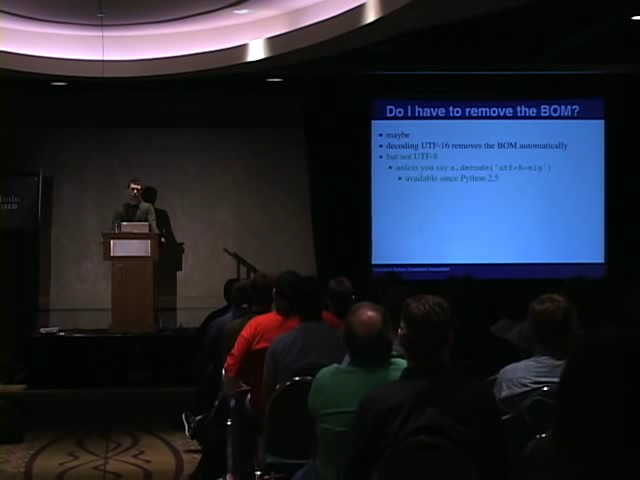 Do I have to remove the BOM?
maybe
decoding UTF-16 removes the BOM automatically
but not UTF-8
unless you say s.decode('utf-8-sig')
available since Python 2.5